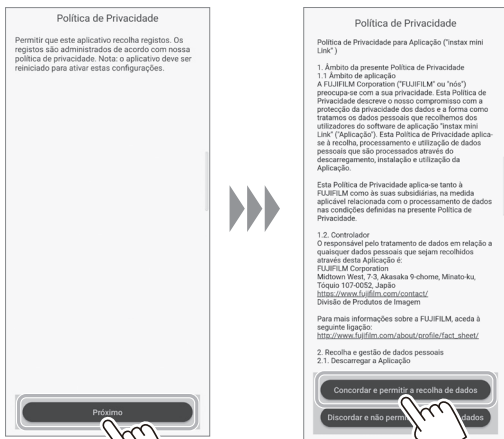 Política de Privacidade
Permitir que este aplicativo recolha registos. Os
registos são administrados de acordo com nossa
política de privacidade. Nota: o aplicativo deve ser
reiniciado para ativar estas configurações.
Próximo
Política de Privacidade
Política de Privacidade para Aplicação ("instax mini
Link" )
1. Âmbito da presente Política de Privacidade
1.1 Âmbito de aplicação
A FUJIFILM Corporation ("FUJIFILM" ou "nós")
preocupa-se com a sua privacidade. Esta Política de
Privacidade descreve o nosso compromisso com a
protecção da privacidade dos dados e a forma como
tratamos os dados pessoais que recolhemos dos
utilizadores do software de aplicação "instax mini
Link" ("Aplicação"). Esta Política de Privacidade aplica-
se à recolha, processamento e utilização de dados
pessoais que são processados através do
descarregamento, instalação e utilização da
Aplicação.
Esta Política de Privacidade aplica-se tanto à
FUJIFILM como às suas subsidiárias, na medida
aplicável relacionada com o processamento de dados
nas condições definidas na presente Política de
Privacidade.
1.2. Controlador
O responsável pelo tratamento de dados em relação a
quaisquer dados pessoais que sejam recolhidos
através desta Aplicação é:
FUJIFILM Corporation
Midtown West, 7-3, Akasaka 9-chome, Minato-ku,
Tóquio 107-0052, Japão
https://www.fujifilm.com/contact/
Divisão de Produtos de Imagem
Para mais informações sobre a FUJIFILM, aceda à
seguinte ligação:
http://www.fujifilm.com/about/profile/fact_sheet/
2. Recolha e gestão de dados pessoais
2.1. Descarregar a Aplicação
Concordar e permitir a recolha de dados
Discordar e não dados